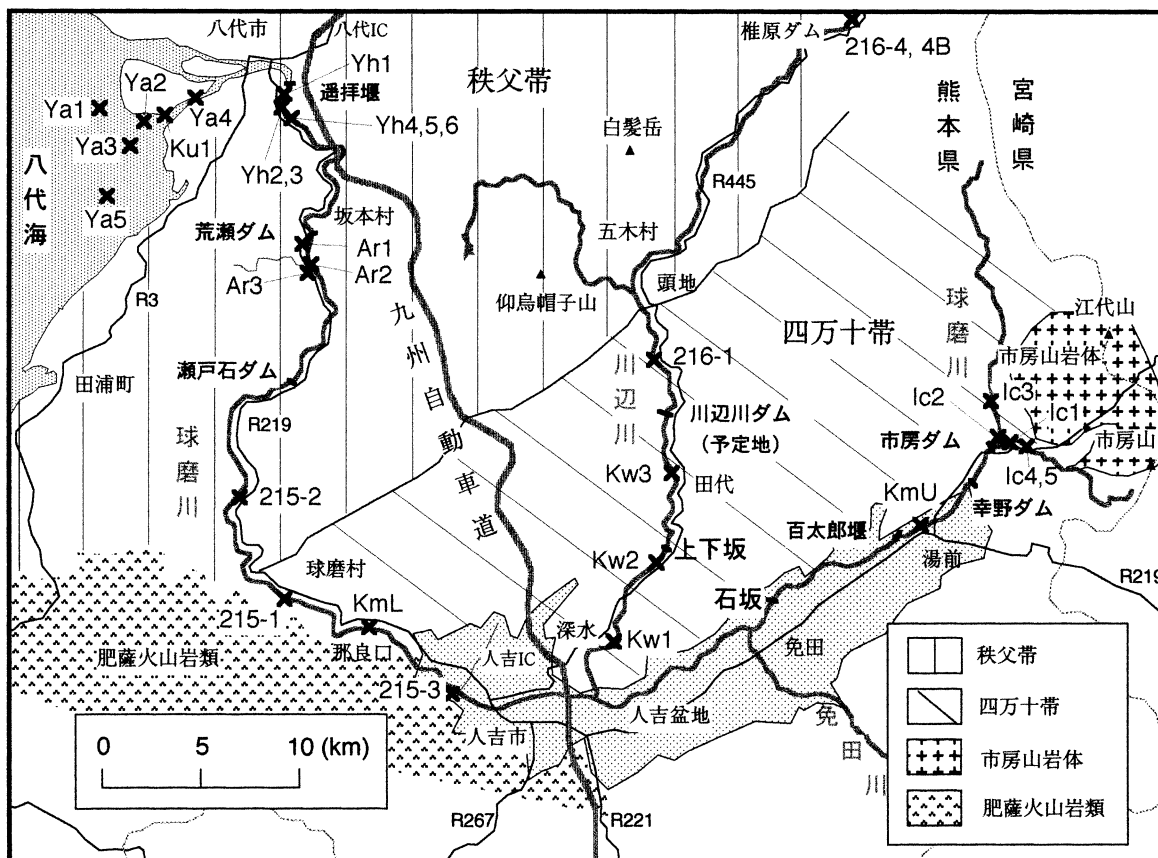 八代市
八代IC
椎原ダム
216-4, 4B
Ya2
Yh1
秩父帯
Ya1
遥拝堰
熊本県
宮崎県
Ya4
Yh4,5,6
白髪岳
Ya3
Ku1
八代海
Yh2,3
R445
Ya5
坂本村
荒瀬ダム
五木村
Ar1
頭地
Ar3
Ar2
R3
仰烏帽子山
球磨川
江代山
四万十帯
市房山岩体
九州自動車道
川辺川
216-1
瀬戸石ダム
田浦町
Ic2
Ic3
Ic1
R219
川辺川ダム
(予定地)
市房ダム
市房山
球磨川
Kw3
田代
Ic4,5
KmU
幸野ダム
215-2
百太郎堰
上下坂
湯前
球磨村
Kw2
R219
石坂
215-1
KmL
深水
Kw1
免田
肥薩火山岩類
那良口
人吉IC
215-3
人吉盆地
免田川
人吉市
0 5 10 (km)
R267
R221
秩父帯
四万十帯
市房山岩体
肥薩火山岩類